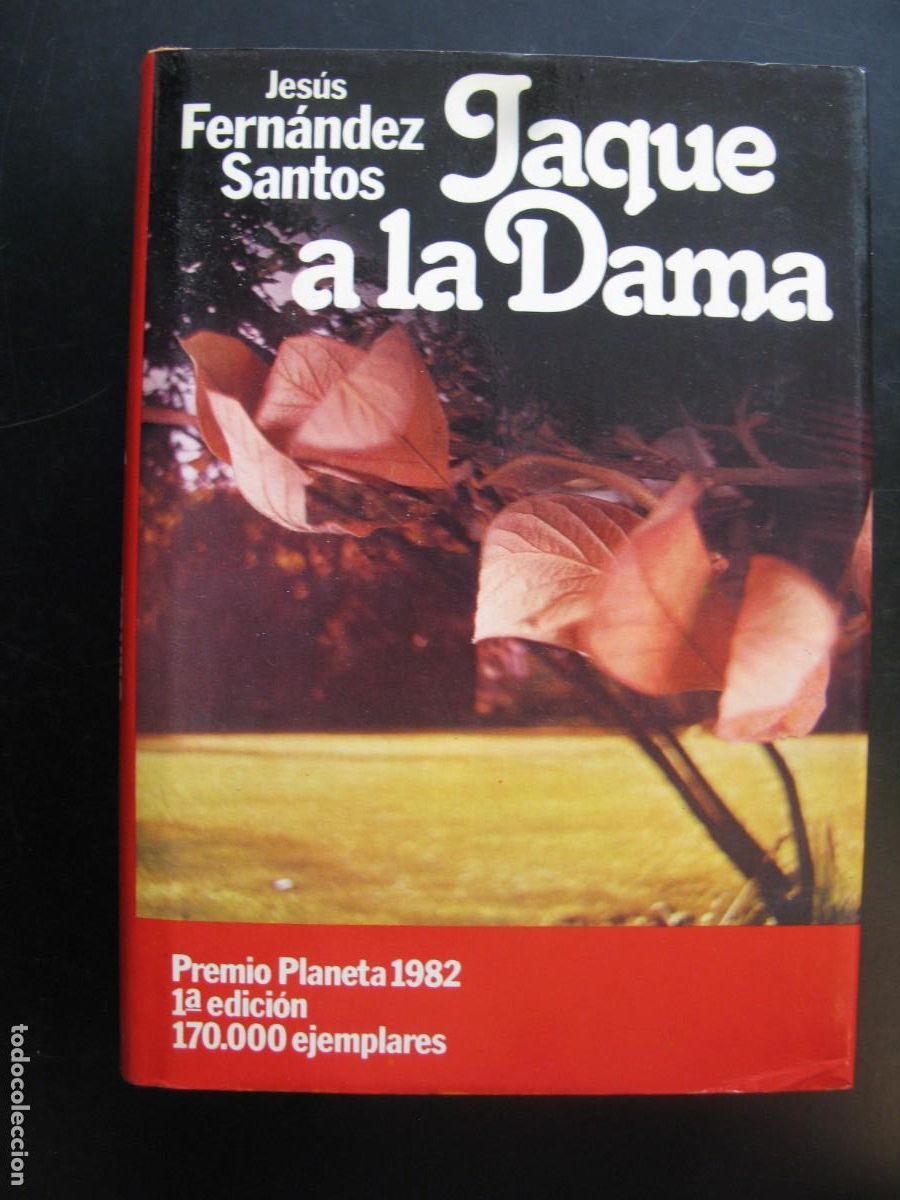 Jesús
Fernández
Santos
Jaque
a la Dama
Premio Planeta 1982
1ª edición
170.000 ejemplares
todocoleccion